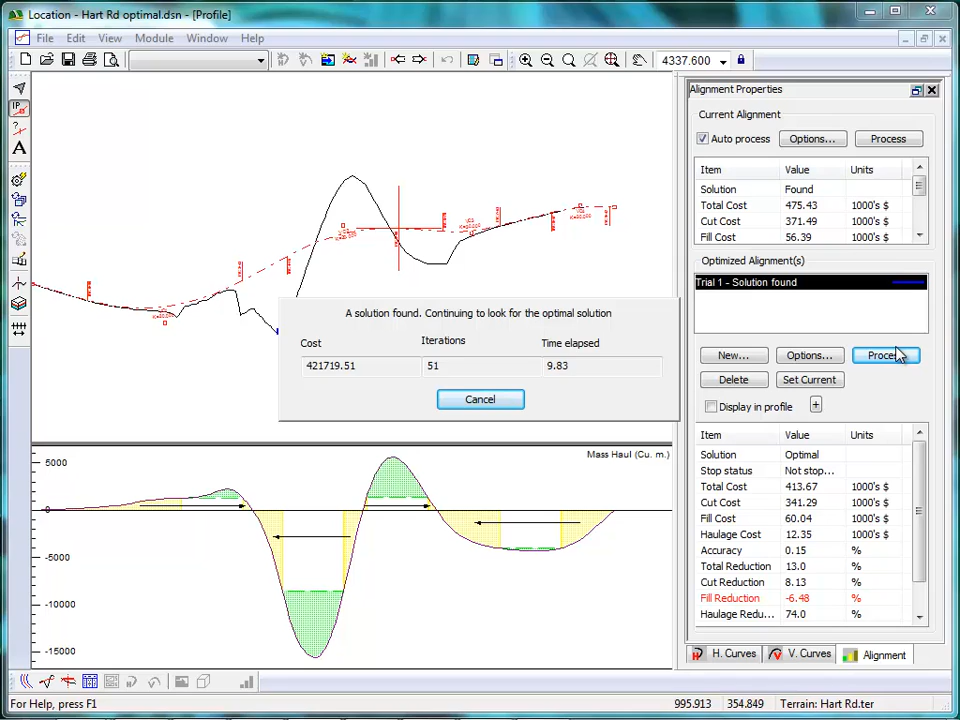 Location - Hart Rd optimal.dsn - [Profile]
File Edit View Module Window Help
4337.600
Alignment Properties
Current Alignment
Auto process Options... Process
Item Value Units
Solution Found
Total Cost 475.43 1000's $
Cut Cost 371.49 1000's $
Fill Cost 56.39 1000's $
Optimized Alignment(s)
Trial 1 - Solution found
New... Options... Process
Delete Set Current
Display in profile +
Item Value Units
Solution Optimal
Stop status Not stop...
Total Cost 413.67 1000's $
Cut Cost 341.29 1000's $
Fill Cost 60.04 1000's $
Haulage Cost 12.35 1000's $
Accuracy 0.15 %
Total Reduction 13.0 %
Cut Reduction 8.13 %
Fill Reduction -6.48 %
Haulage Redu... 74.0 %
H. Curves V. Curves Alignment
A solution found. Continuing to look for the optimal solution
Cost Iterations Time elapsed
421719.51 51 9.83
Cancel
Mass Haul (Cu. m.)
5000
0
-5000
-10000
-15000
For Help, press F1 995.913 354.849 Terrain: Hart Rd.ter